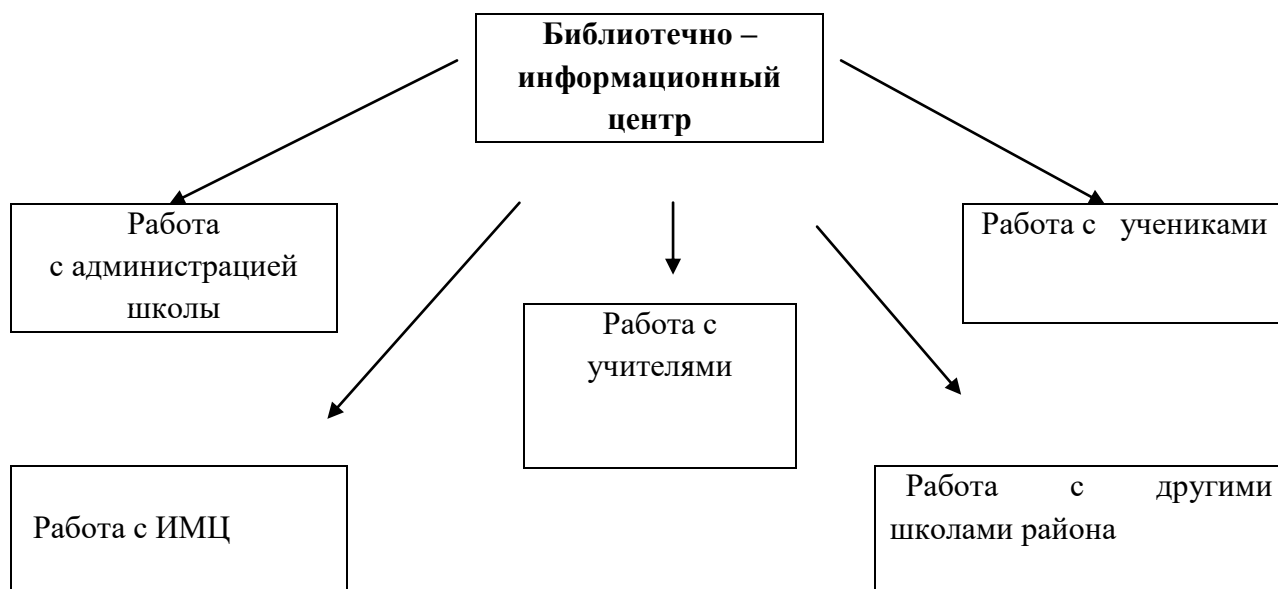 Библиотечно –
информационный
центр
Работа
с администрацией
школы
Работа с учениками
Работа с
учителями
Работа с ИМЦ
Работа с другими
школами района